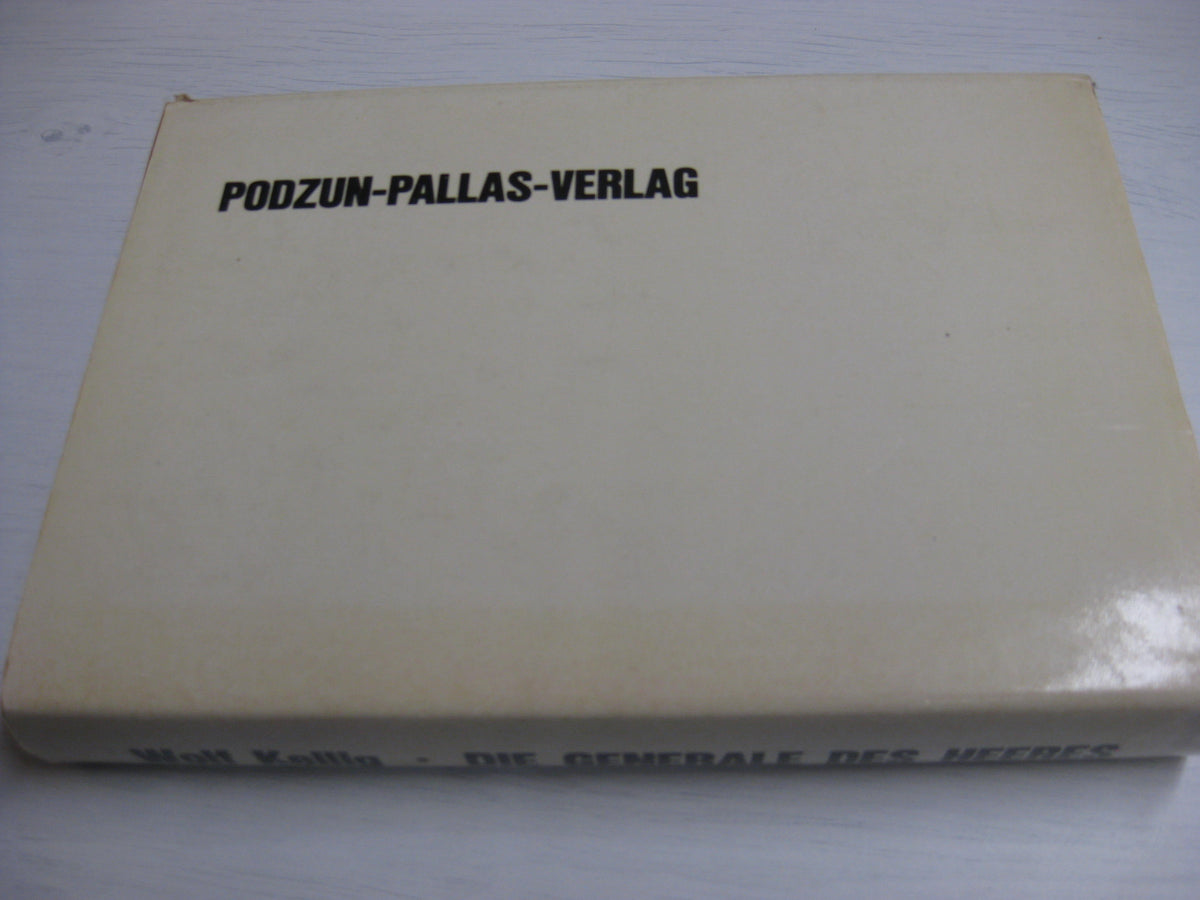 PODZUN-PALLAS-VERLAG
Wolf Keilig · DIE GENERALE DES HEERES